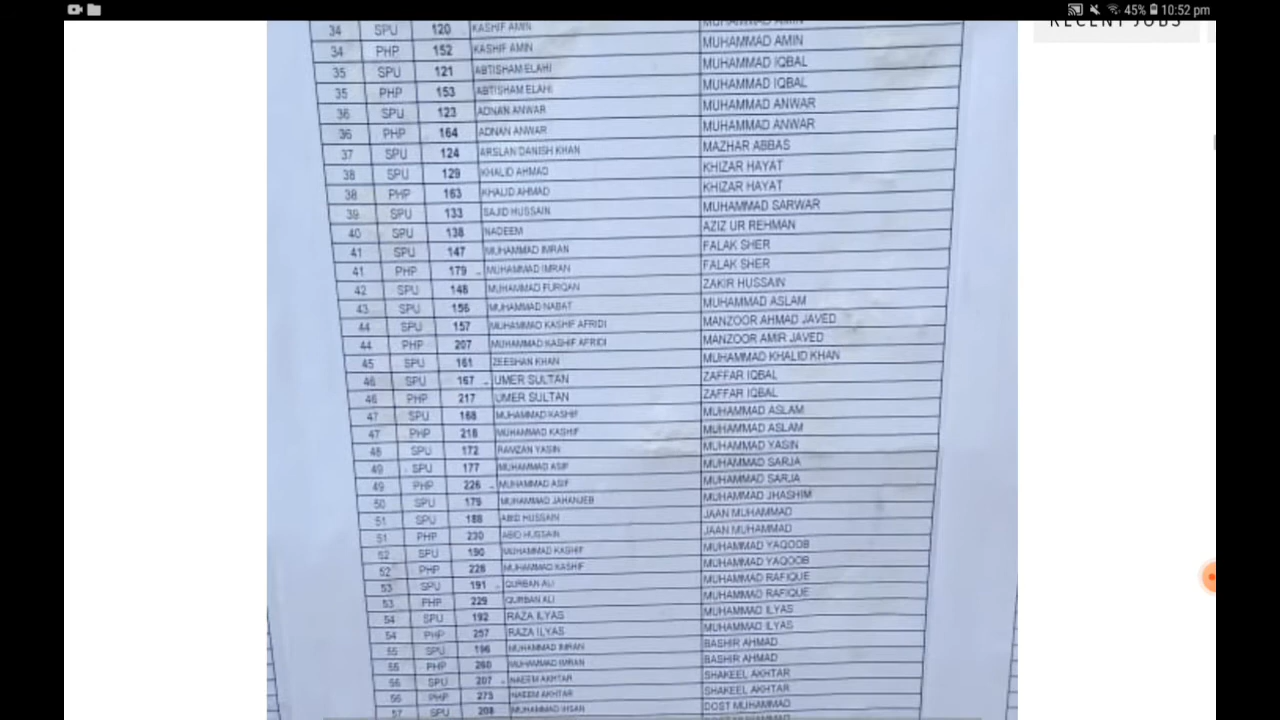 45% 10:52 pm
RECENT JOBS
34 SPU 120 KASHIF AMIN MUHAMMAD AMIN
34 PHP 152 KASHIF AMIN MUHAMMAD AMIN
35 SPU 121 ABTISHAM ELAHI MUHAMMAD IQBAL
35 PHP 153 ABTISHAM ELAHI MUHAMMAD IQBAL
36 SPU 123 ADNAN ANWAR MUHAMMAD ANWAR
36 PHP 164 ADNAN ANWAR MUHAMMAD ANWAR
37 SPU 124 ARSLAN DANISH KHAN MAZHAR ABBAS
38 SPU 129 KHALID AHMAD KHIZAR HAYAT
38 PHP 163 KHALID AHMAD KHIZAR HAYAT
39 SPU 133 SAJID HUSSAIN MUHAMMAD SARWAR
40 SPU 138 NADEEM AZIZ UR REHMAN
41 SPU 147 MUHAMMAD IMRAN FALAK SHER
41 PHP 179 MUHAMMAD IMRAN FALAK SHER
42 SPU 148 MUHAMMAD FURQAN ZAKIR HUSSAIN
43 SPU 156 MUHAMMAD NABAT MUHAMMAD ASLAM
44 SPU 157 MUHAMMAD KASHIF AFRIDI MANZOOR AHMAD JAVED
44 PHP 207 MUHAMMAD KASHIF AFRIDI MANZOOR AMIR JAVED
45 SPU 161 ZEESHAN KHAN MUHAMMAD KHALID KHAN
46 SPU 167 UMER SULTAN ZAFFAR IQBAL
46 PHP 217 UMER SULTAN ZAFFAR IQBAL
47 SPU 168 MUHAMMAD KASHIF MUHAMMAD ASLAM
47 PHP 218 MUHAMMAD KASHIF MUHAMMAD ASLAM
48 SPU 172 RAMZAN YASIN MUHAMMAD YASIN
49 SPU 177 MUHAMMAD ASIF MUHAMMAD SARJA
49 PHP 226 MUHAMMAD ASIF MUHAMMAD SARJA
50 SPU 179 MUHAMMAD JAHANJEB MUHAMMAD JHASHIM
51 SPU 188 ABID HUSSAIN JAAN MUHAMMAD
51 PHP 230 ABID HUSSAIN JAAN MUHAMMAD
52 SPU 190 MUHAMMAD KASHIF MUHAMMAD YAQOOB
52 PHP 228 MUHAMMAD KASHIF MUHAMMAD YAQOOB
53 SPU 191 QURBAN ALI MUHAMMAD RAFIQUE
53 PHP 229 QURBAN ALI MUHAMMAD RAFIQUE
54 SPU 192 RAZA ILYAS MUHAMMAD ILYAS
54 PHP 257 RAZA ILYAS MUHAMMAD ILYAS
55 SPU 196 MUHAMMAD IMRAN BASHIR AHMAD
55 PHP 260 MUHAMMAD IMRAN BASHIR AHMAD
56 SPU 207 NAEEM AKHTAR SHAKEEL AKHTAR
56 PHP 273 NAEEM AKHTAR SHAKEEL AKHTAR
57 SPU 208 MUHAMMAD IHSAN DOST MUHAMMAD